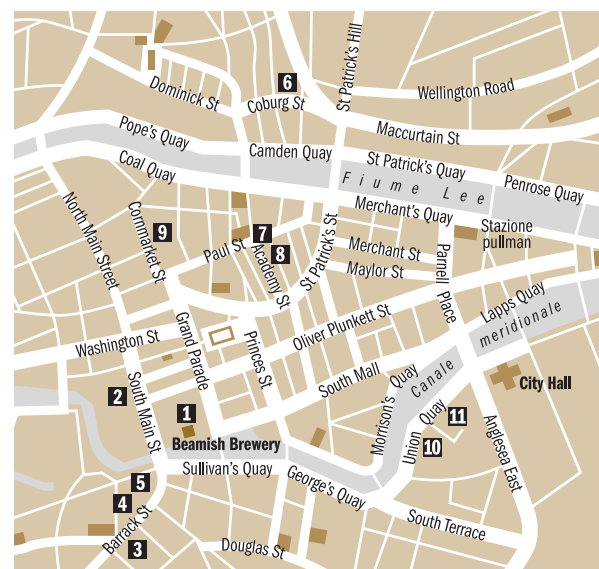 St Patrick's Hill
6
Dominick St
Coburg St
Wellington Road
Maccurtain St
Pope's Quay
Camden Quay
St Patrick's Quay
Penrose Quay
Coal Quay
Fiume Lee
Merchant's Quay
North Main Street
Cornmarket St
9
7
8
Paul St
Academy St
St Patrick's St
Merchant St
Maylor St
Parnell Place
Stazione
pullman
Lapps Quay
Canale
meridionale
Washington St
Grand Parade
Princes St
Oliver Plunkett St
South Mall
Morrison's Quay
City Hall
2
South Main St
1
Beamish Brewery
Union Quay
11
10
Anglesea East
Sullivan's Quay
George's Quay
5
4
Barrack St
3
South Terrace
Douglas St